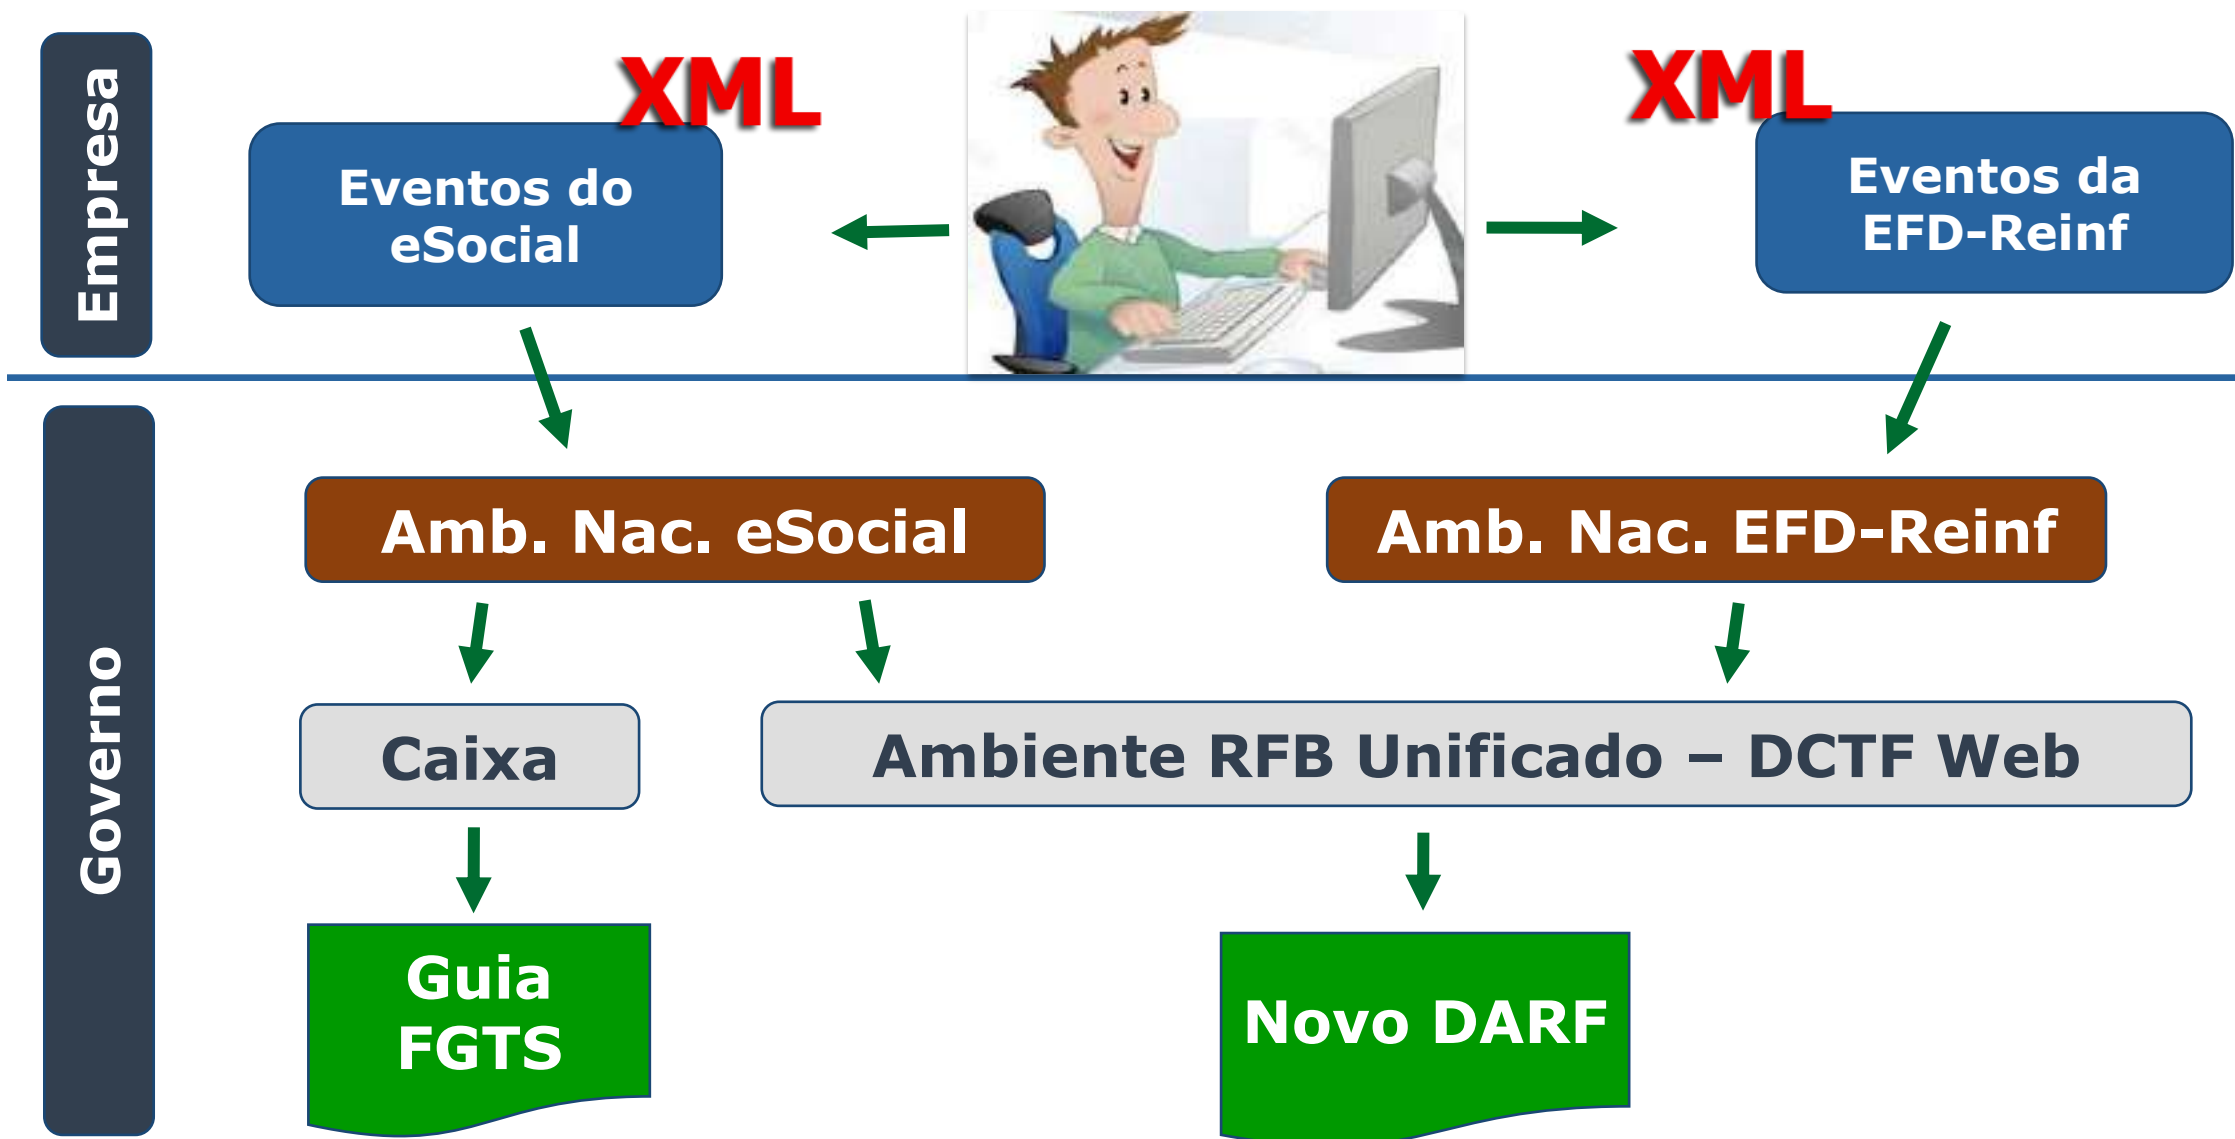 Empresa
XML
XML
Eventos do
eSocial
Eventos da
EFD-Reinf
Governo
Amb. Nac. eSocial
Amb. Nac. EFD-Reinf
Caixa
Ambiente RFB Unificado – DCTF Web
Guia
FGTS
Novo DARF